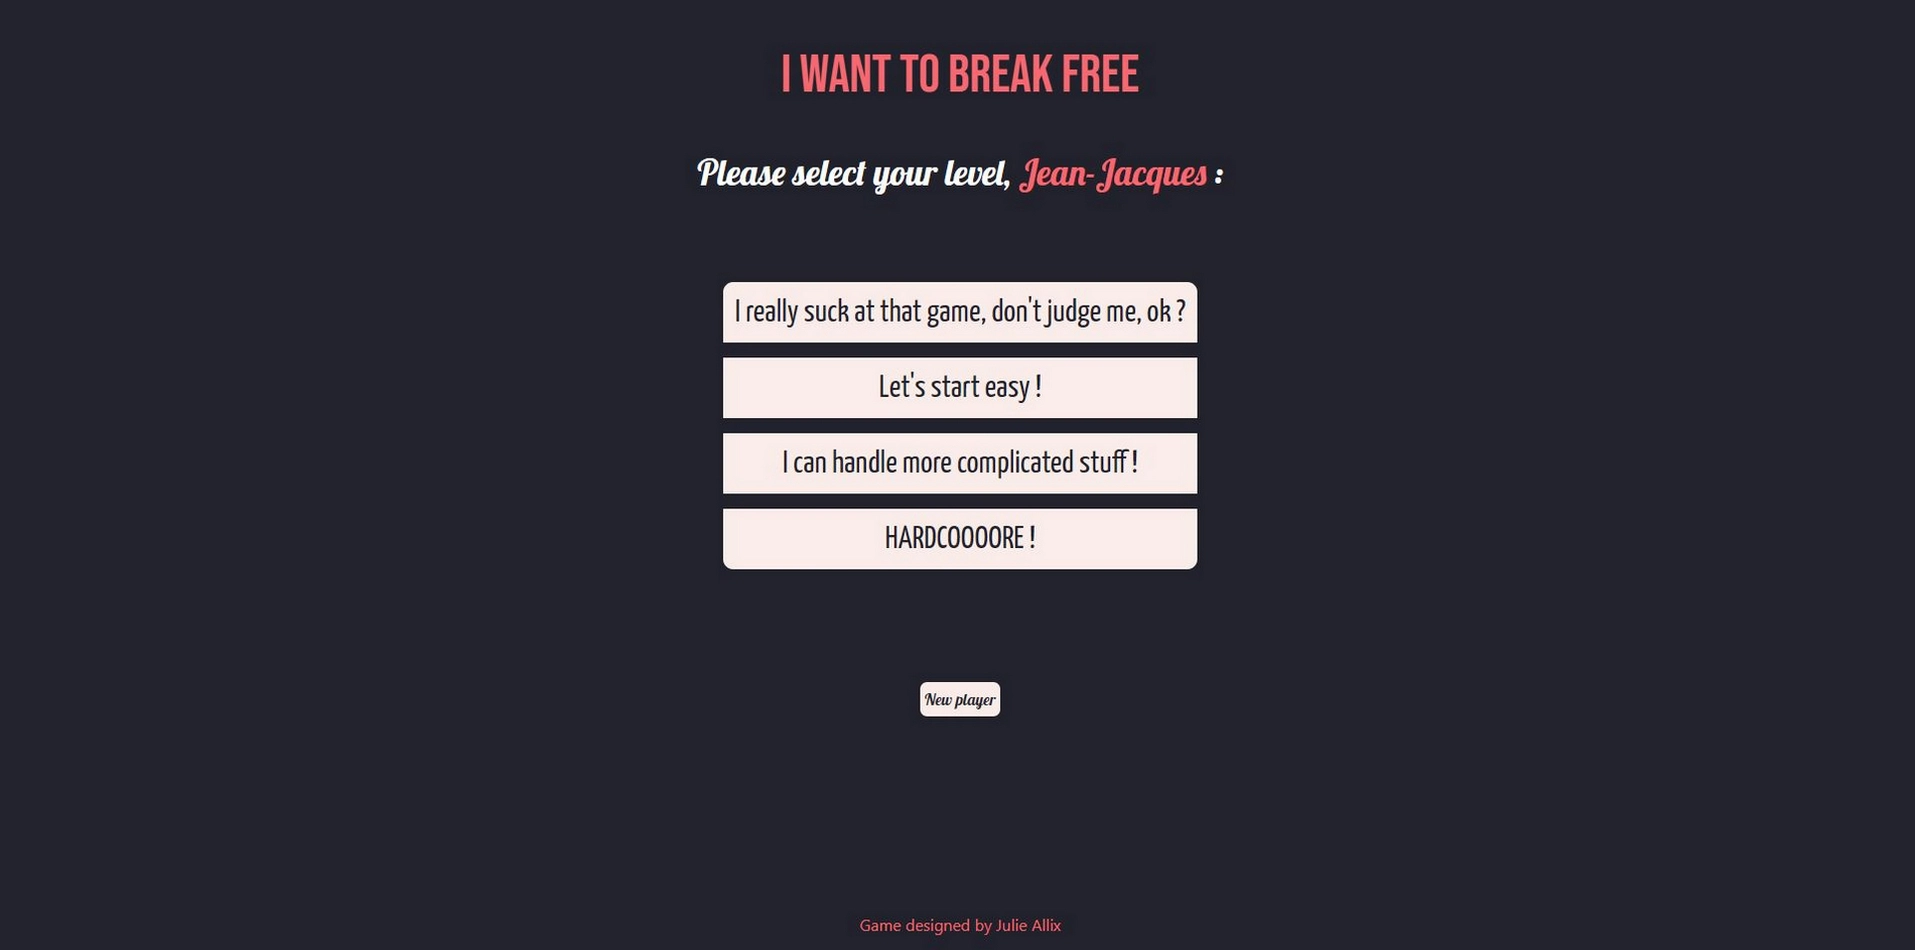 I WANT TO BREAK FREE
Please select your level, Jean-Jacques :
I really suck at that game, don't judge me, ok ?
Let's start easy !
I can handle more complicated stuff !
HARDCOOOORE !
New player
Game designed by Julie Allix